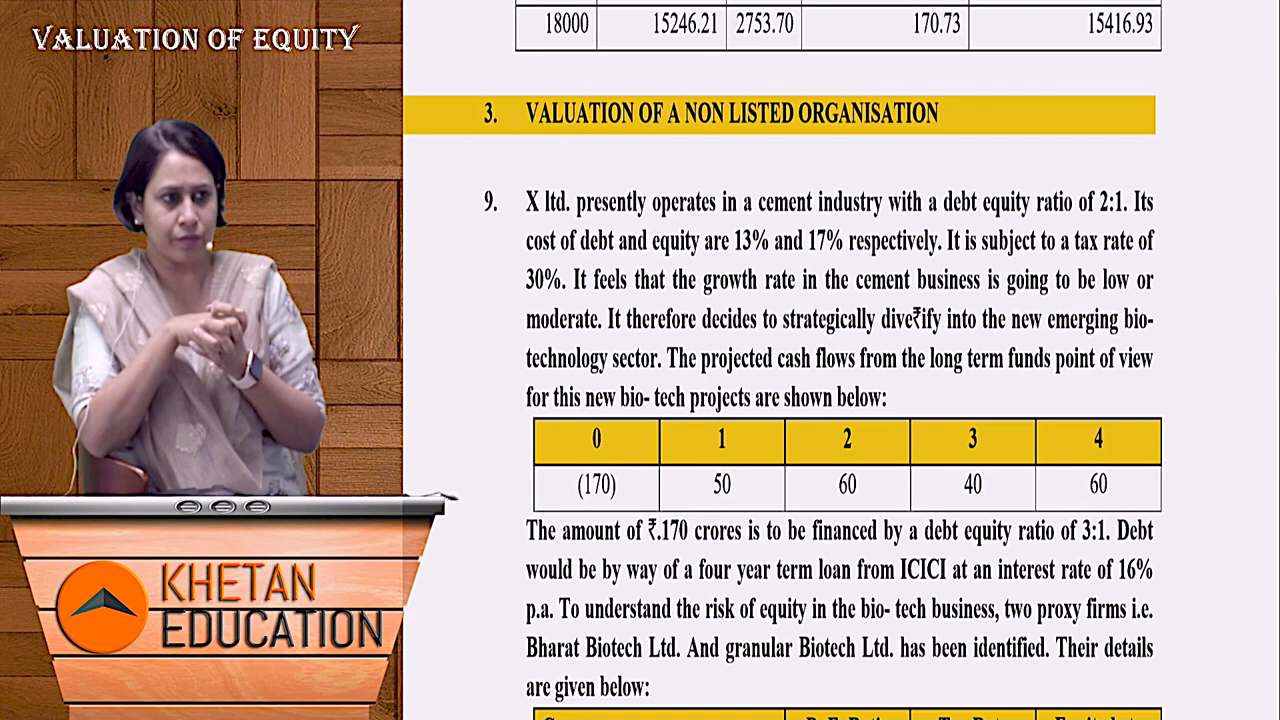 VALUATION OF EQUITY
18000 15246.21 2753.70 170.73 15416.93
3. VALUATION OF A NON LISTED ORGANISATION
9. X ltd. presently operates in a cement industry with a debt equity ratio of 2:1. Its
cost of debt and equity are 13% and 17% respectively. It is subject to a tax rate of
30%. It feels that the growth rate in the cement business is going to be low or
moderate. It therefore decides to strategically dive₹ify into the new emerging bio-
technology sector. The projected cash flows from the long term funds point of view
for this new bio- tech projects are shown below:
0 1 2 3 4
(170) 50 60 40 60
The amount of ₹.170 crores is to be financed by a debt equity ratio of 3:1. Debt
would be by way of a four year term loan from ICICI at an interest rate of 16%
p.a. To understand the risk of equity in the bio- tech business, two proxy firms i.e.
Bharat Biotech Ltd. And granular Biotech Ltd. has been identified. Their details
are given below:
KHETAN
EDUCATION